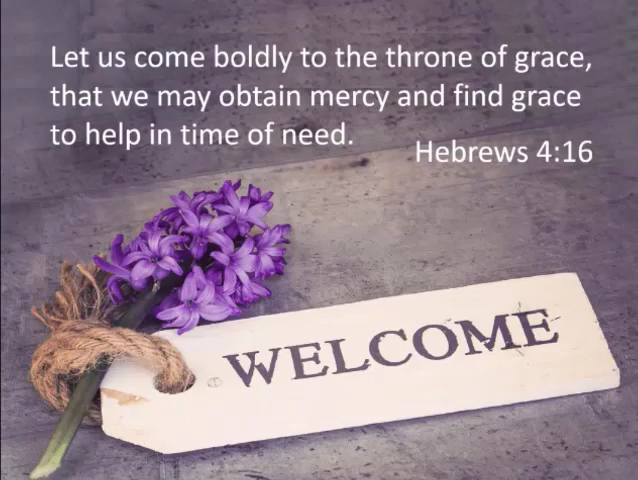 Let us come boldly to the throne of grace,
that we may obtain mercy and find grace
to help in time of need.
Hebrews 4:16
WELCOME